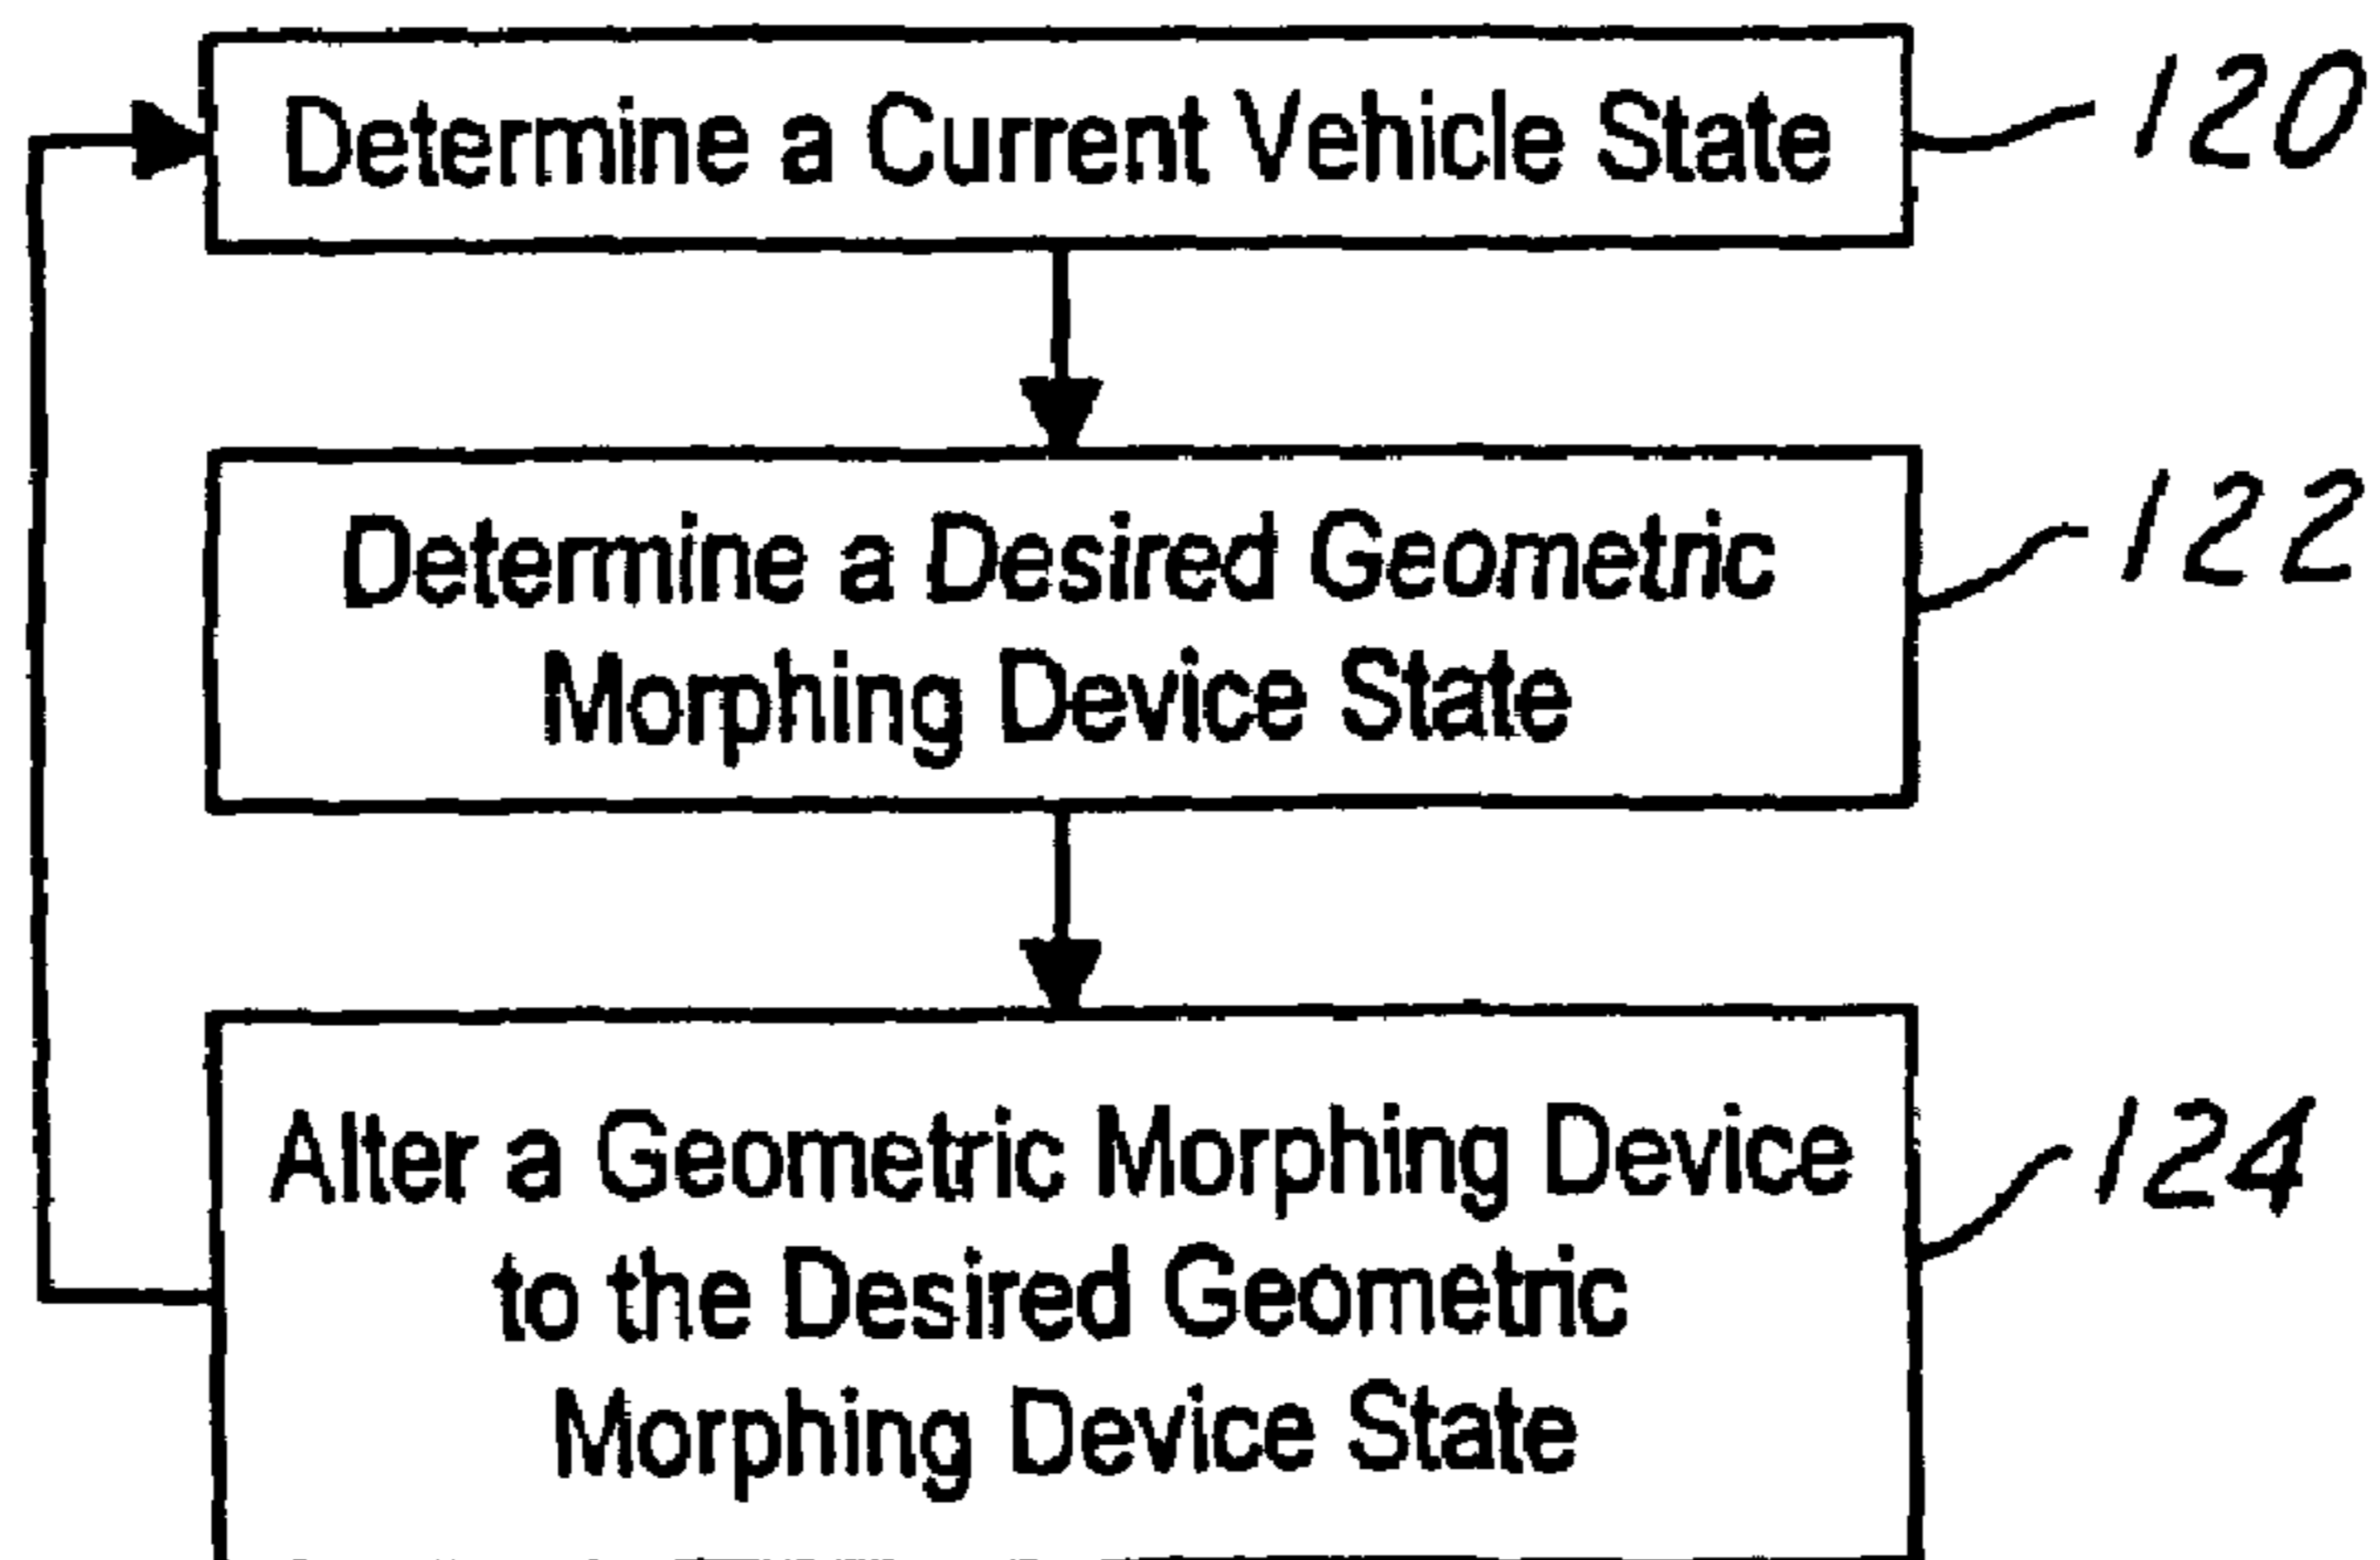 Determine a Current Vehicle State
120
Determine a Desired Geometric
Morphing Device State
122
Alter a Geometric Morphing Device
to the Desired Geometric
Morphing Device State
124